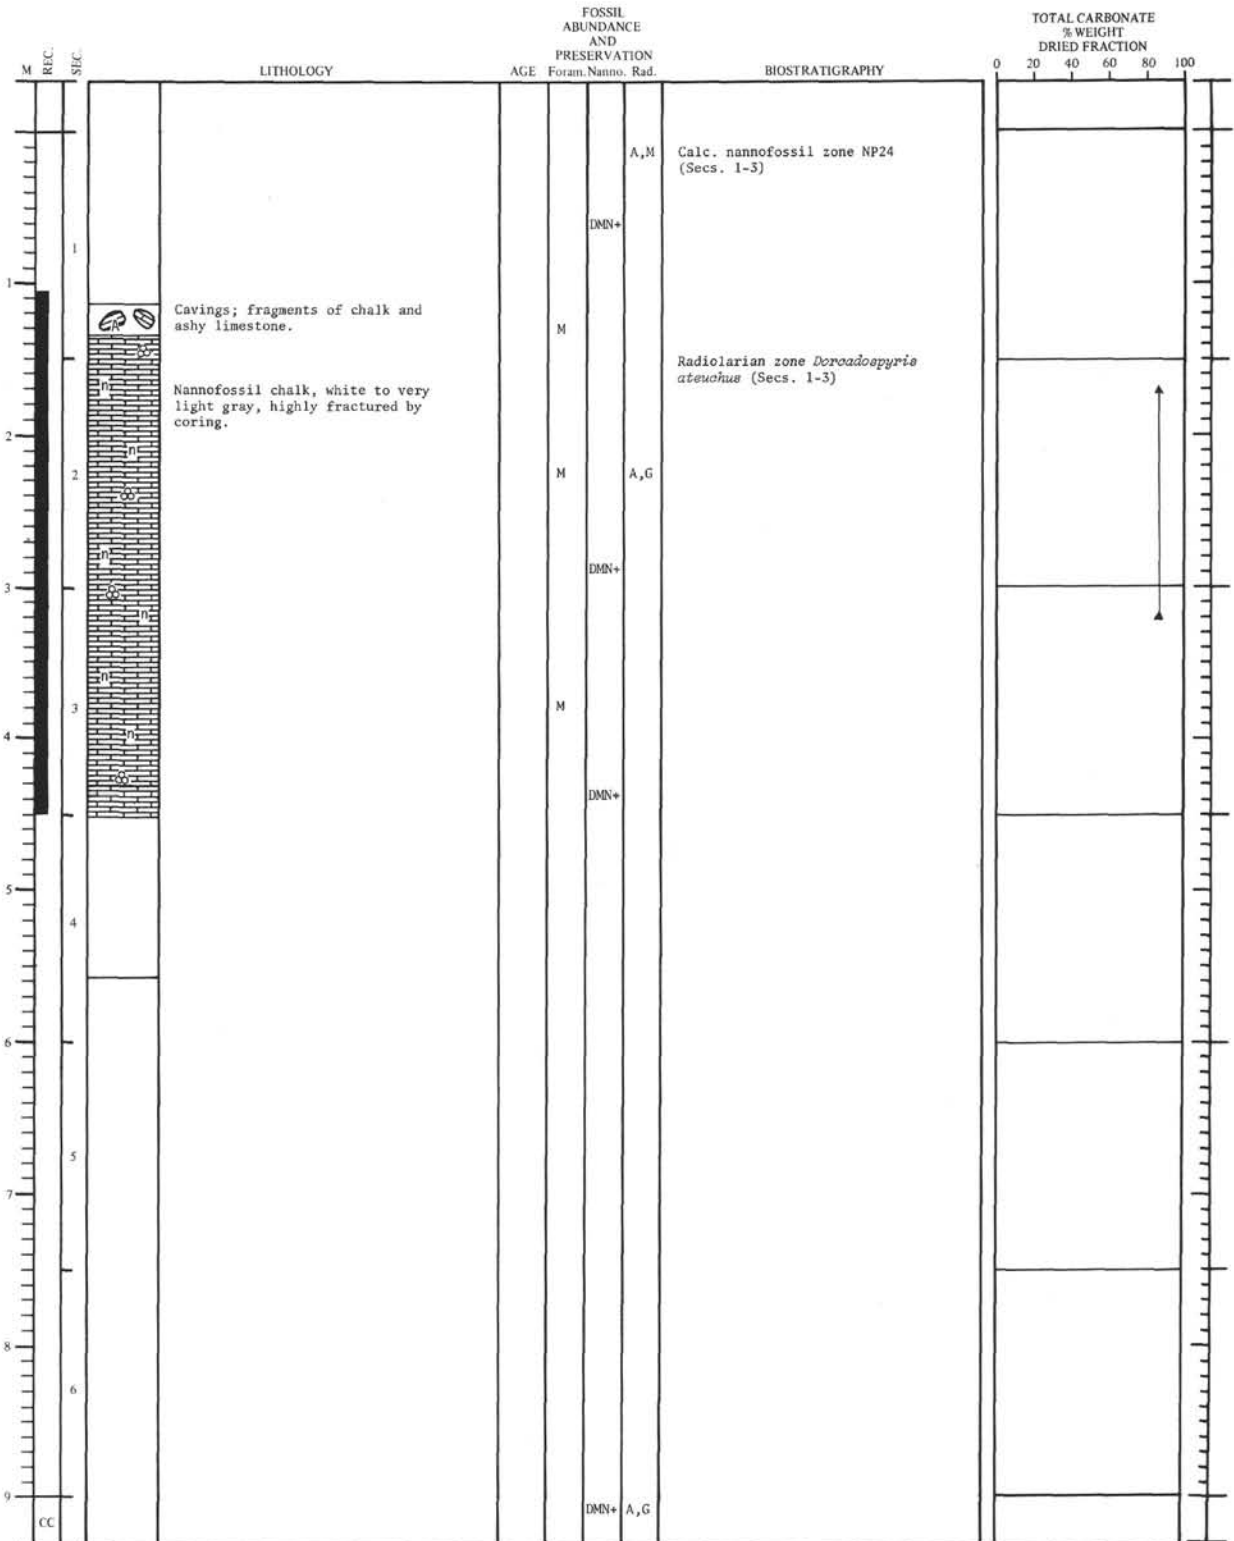 FOSSIL
ABUNDANCE
AND
PRESERVATION
TOTAL CARBONATE
% WEIGHT
DRIED FRACTION
M REC. SEC. LITHOLOGY AGE Foram. Nanno. Rad. BIOSTRATIGRAPHY 0 20 40 60 80 100
A,M Calc. nannofossil zone NP24
(Secs. 1-3)
DMN+
1
1
Cavings; fragments of chalk and
ashy limestone.
A
M
Radiolarian zone Dorcadospyris
ateuchus (Secs. 1-3)
n
Nannofossil chalk, white to very
light gray, highly fractured by
coring.
2
n
2 M A,G
n
DMN+
3
n
n
3 M
4
n
DMN+
5
4
6
5
7
8
6
9
CC DMN+ A,G